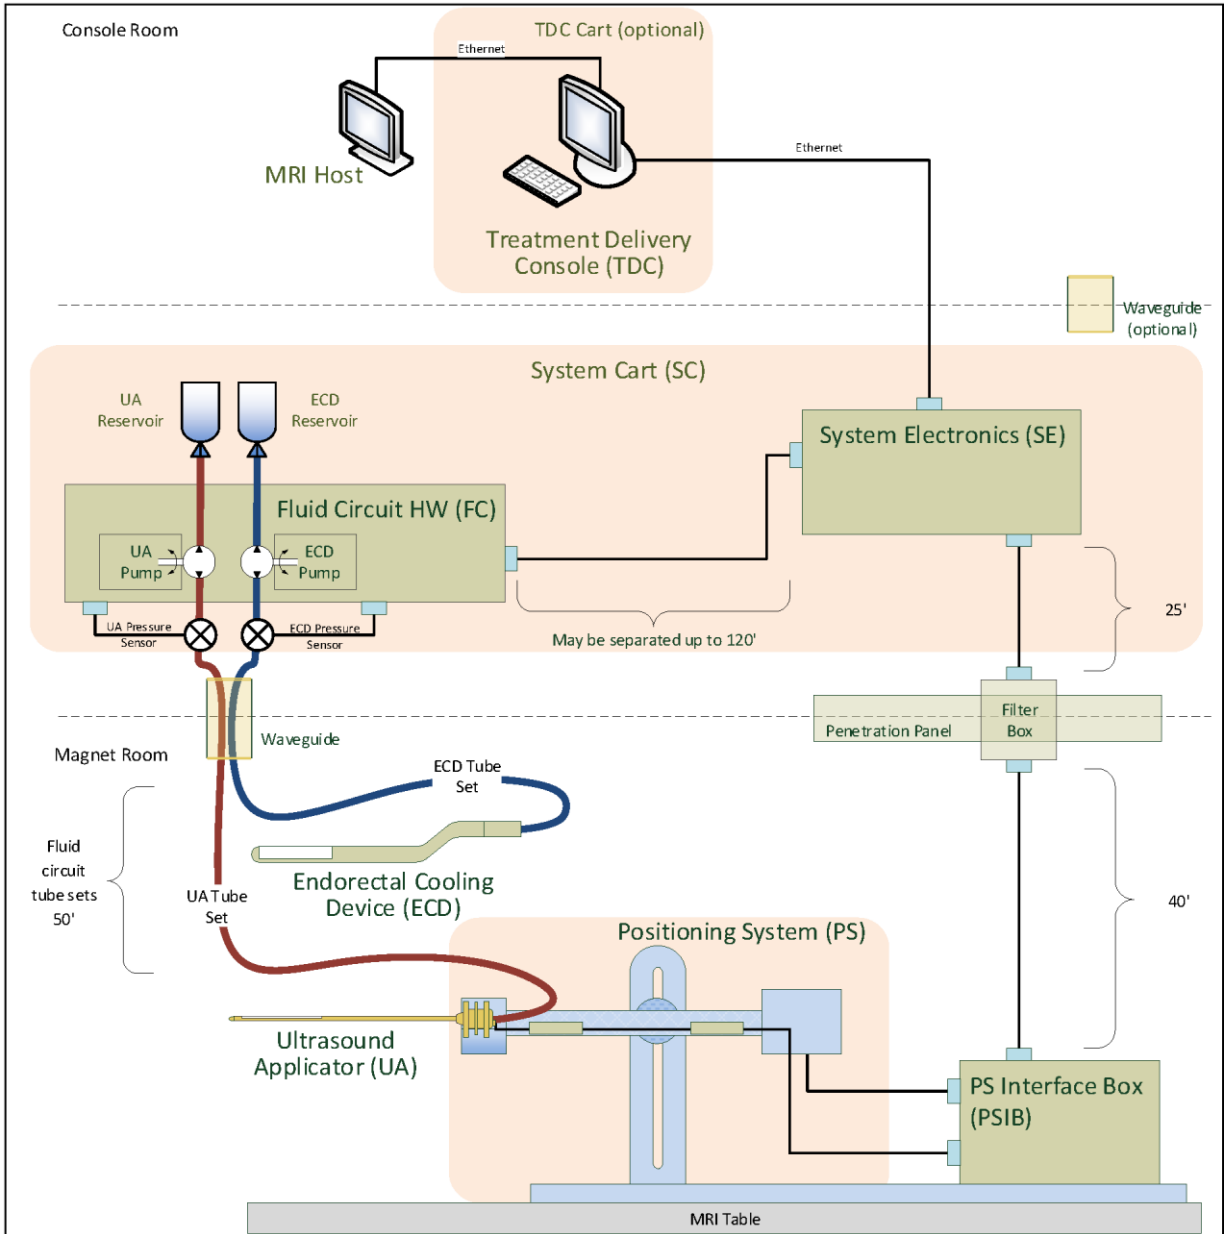 Console Room
TDC Cart (optional)
Ethernet
MRI Host
Ethernet
Treatment Delivery
Console (TDC)
Waveguide
(optional)
System Cart (SC)
UA
Reservoir
ECD
Reservoir
System Electronics (SE)
Fluid Circuit HW (FC)
UA
Pump
ECD
Pump
UA Pressure
Sensor
ECD Pressure
Sensor
May be separated up to 120'
25'
Filter
Box
Penetration Panel
Waveguide
Magnet Room
ECD Tube
Set
Fluid
circuit
tube sets
50'
Endorectal Cooling
Device (ECD)
UA Tube
Set
40'
Positioning System (PS)
Ultrasound
Applicator (UA)
PS Interface Box
(PSIB)
MRI Table